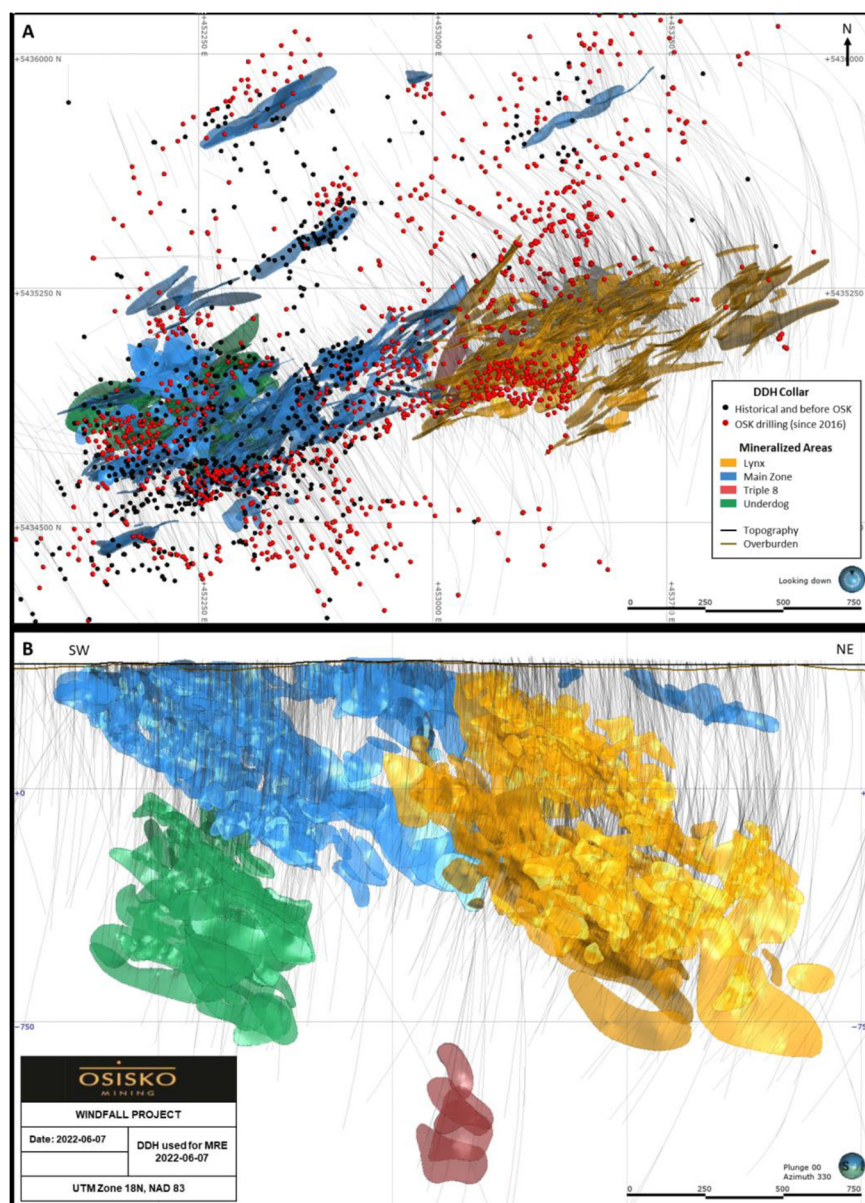 A
N
+452250 E
+453000 E
+5436000 N
+5435250 N
+5435250
+5434500 N
DDH Collar
Historical and before OSK
OSK drilling (since 2016)
Mineralized Areas
Lynx
Main Zone
Triple 8
Underdog
Topography
Overburden
+452250 E
+453000 E
Looking down
0
250
500
750
B
SW
NE
+0
-750
OSISKO
MINING
WINDFALL PROJECT
Date: 2022-06-07
DDH used for MRE
2022-06-07
UTM Zone 18N, NAD 83
Plunge 00
Azimuth 330
S
0
250
500
750